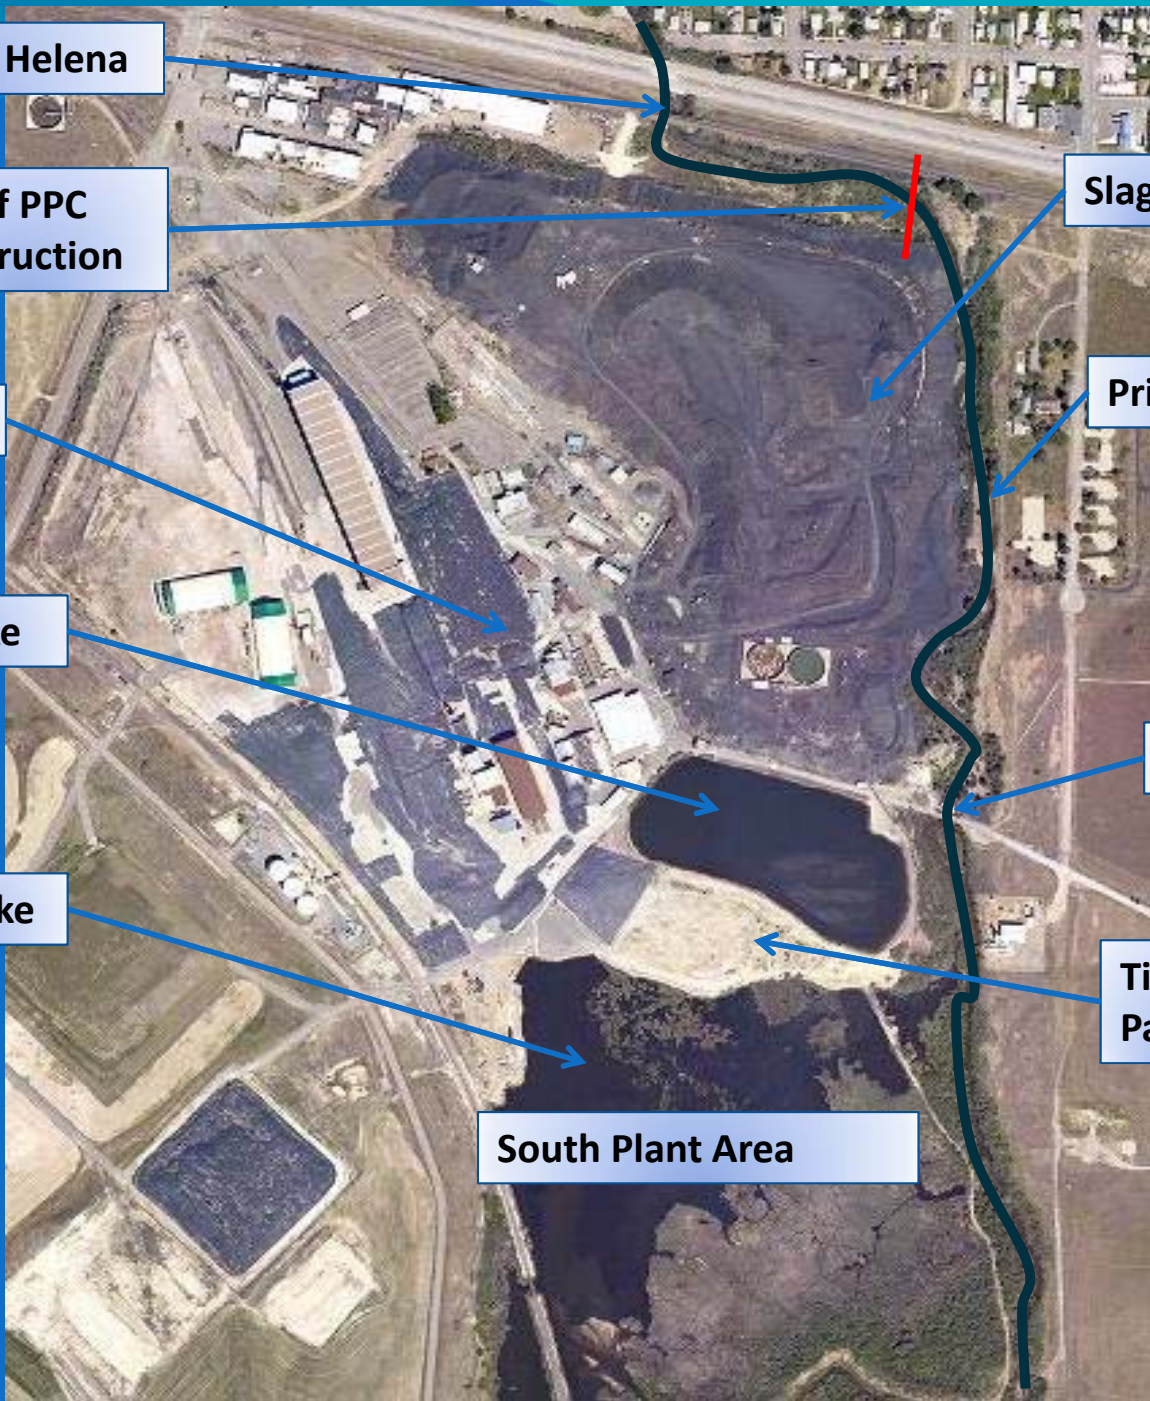 Helena
f PPC
ruction
Slag
Pri
e
ke
Ti
Pa
South Plant Area